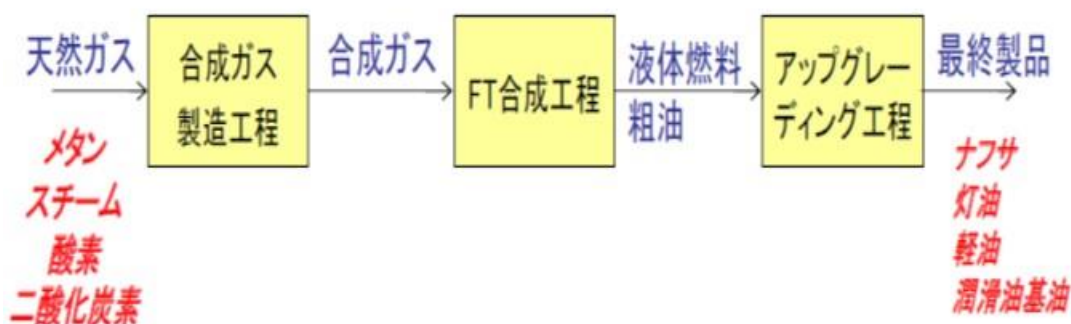 天然ガス
メタン
スチーム
酸素
二酸化炭素
合成ガス
製造工程
合成ガス
FT合成工程
液体燃料
粗油
アップグレー
ディング工程
最終製品
ナフサ
灯油
軽油
潤滑油基油